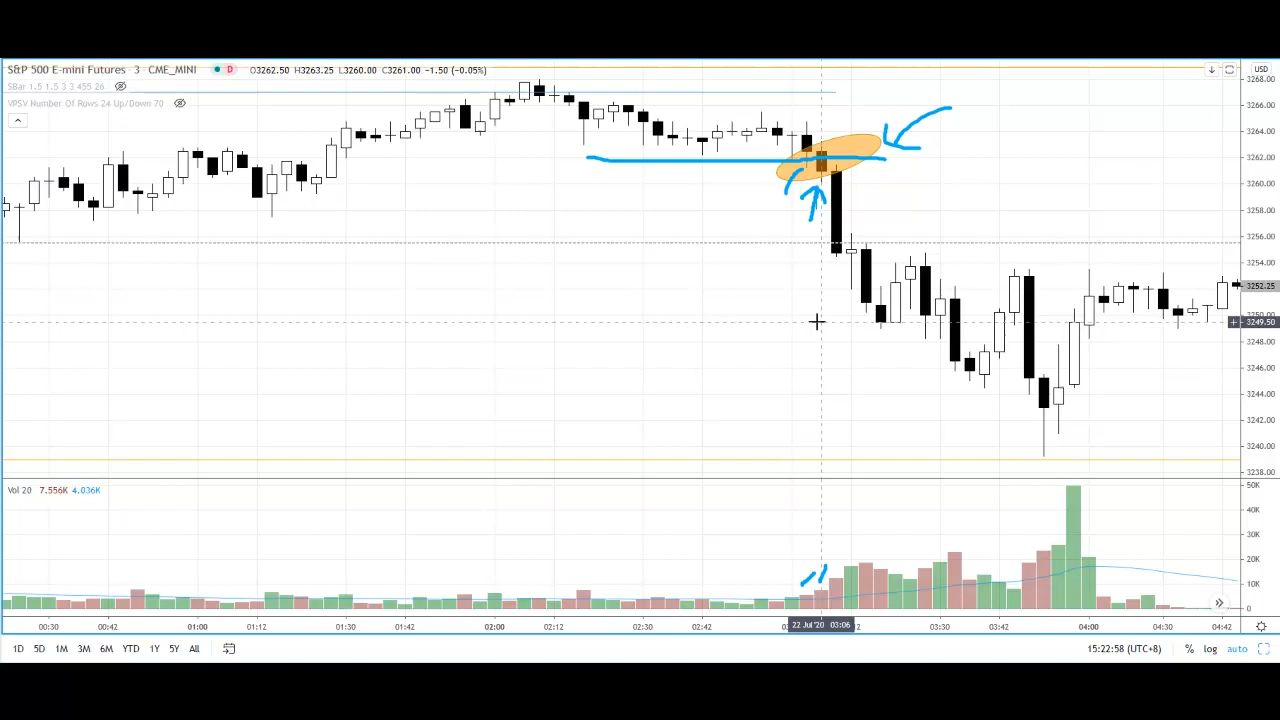 S&P 500 E-mini Futures · 3 · CME_MINI D O3262.50 H3263.25 L3260.00 C3261.00 -1.50 (-0.05%)
SBar 1.5 1.5 3 3 455 26
VPSV Number Of Rows 24 Up/Down 70
USD
3268.00
3266.00
3264.00
3262.00
3260.00
3258.00
3256.00
3254.00
3252.25
3250.00
3249.50
3248.00
3246.00
3244.00
3242.00
3240.00
3238.00
Vol 20 7.556K 4.036K
50K
40K
30K
20K
10K
0
00:30 00:42 01:00 01:12 01:30 01:42 02:00 02:12 02:30 02:42 22 Jul '20 03:06 03:30 03:42 04:00 04:30 04:42
1D 5D 1M 3M 6M YTD 1Y 5Y All 15:22:58 (UTC+8) % log auto